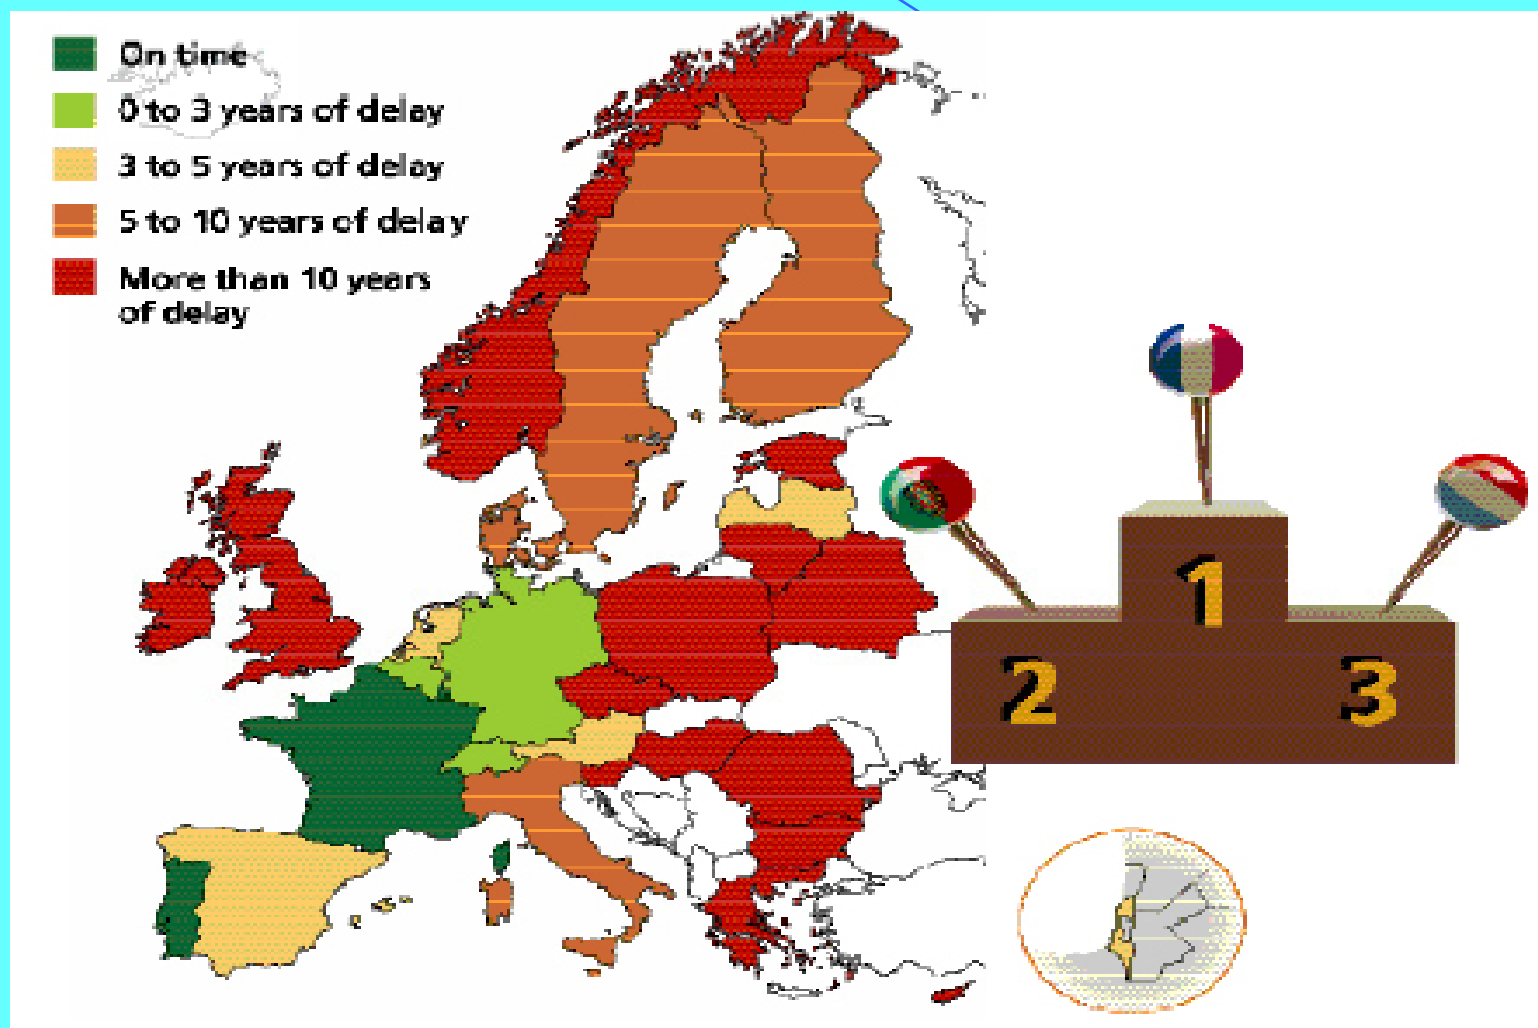 On time
0 to 3 years of delay
3 to 5 years of delay
5 to 10 years of delay
More than 10 years
of delay
1
2
3